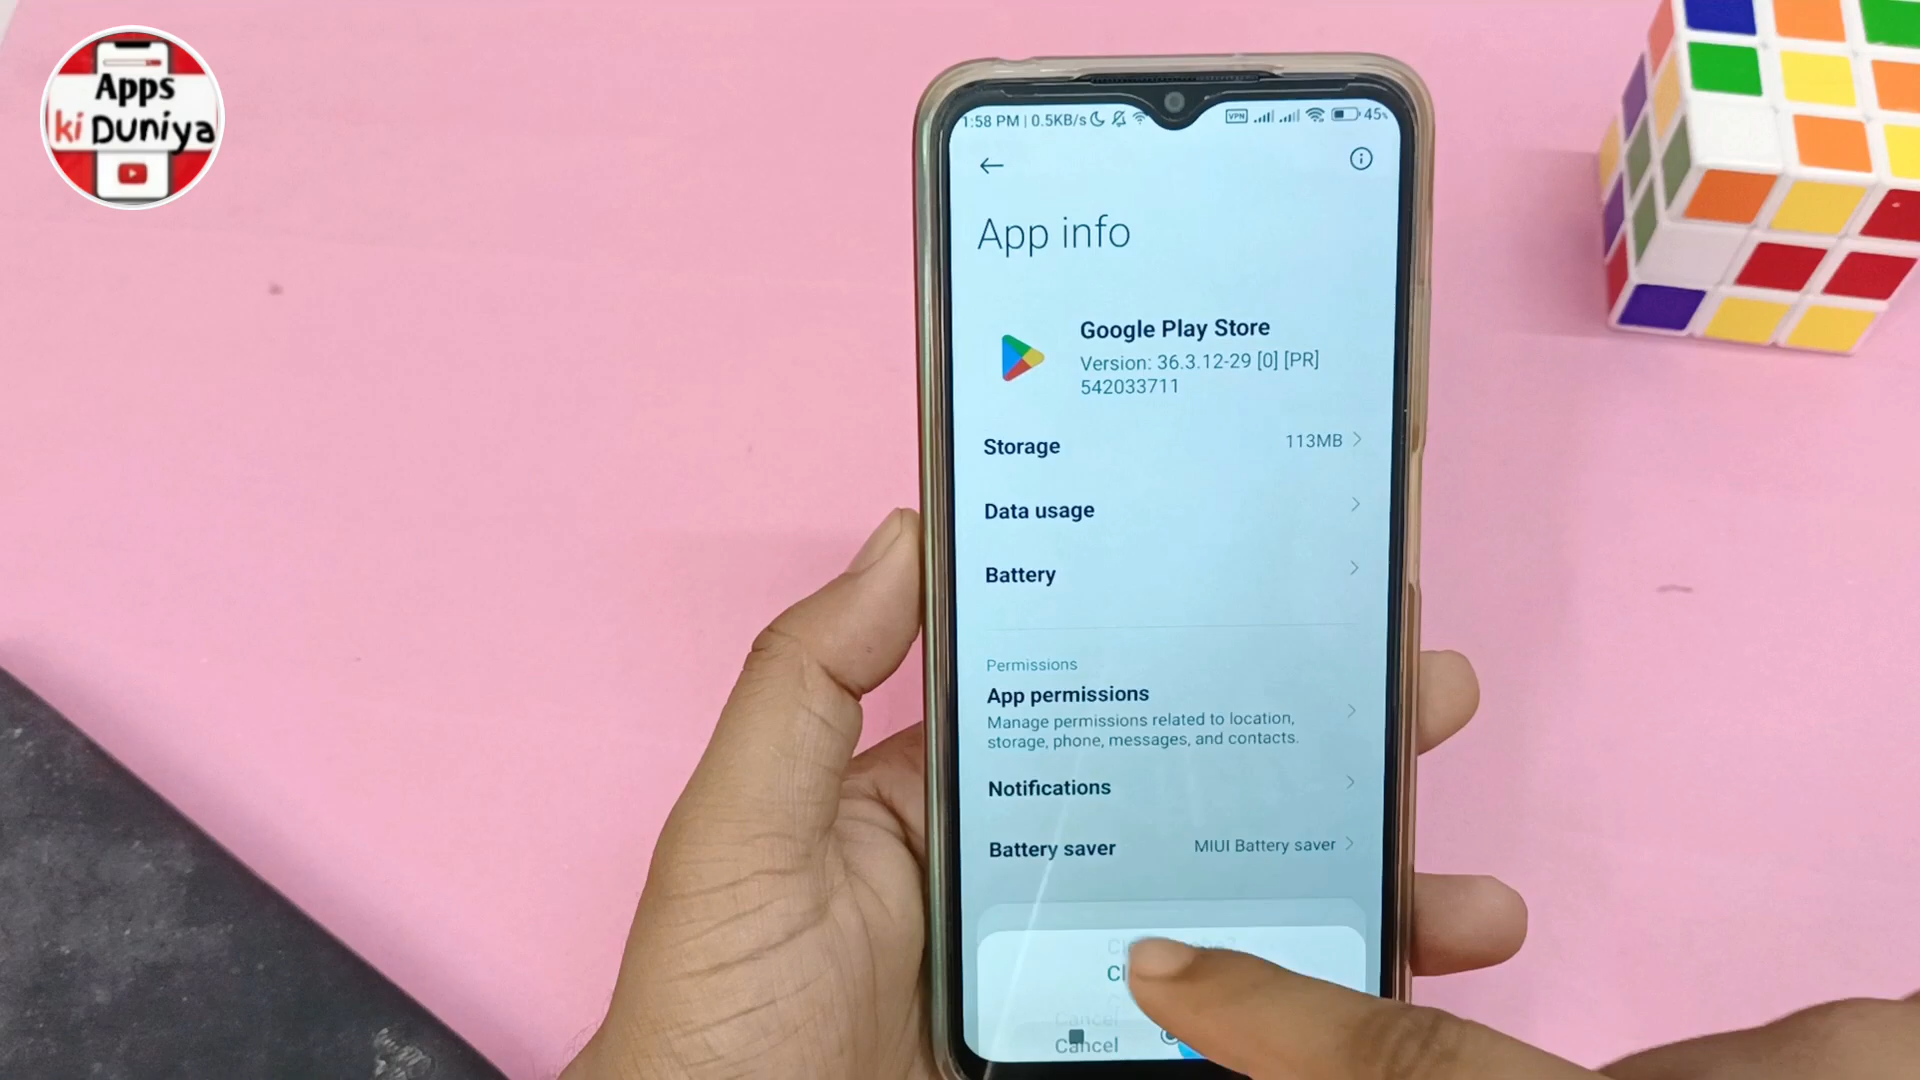 Apps
ki Duniya
1:58 PM | 0.5KB/s
VPN
45%
App info
Google Play Store
Version: 36.3.12-29 [0] [PR]
542033711
Storage
113MB
Data usage
Battery
Permissions
App permissions
Manage permissions related to location,
storage, phone, messages, and contacts.
Notifications
Battery saver
MIUI Battery saver
Cancel
Cancel